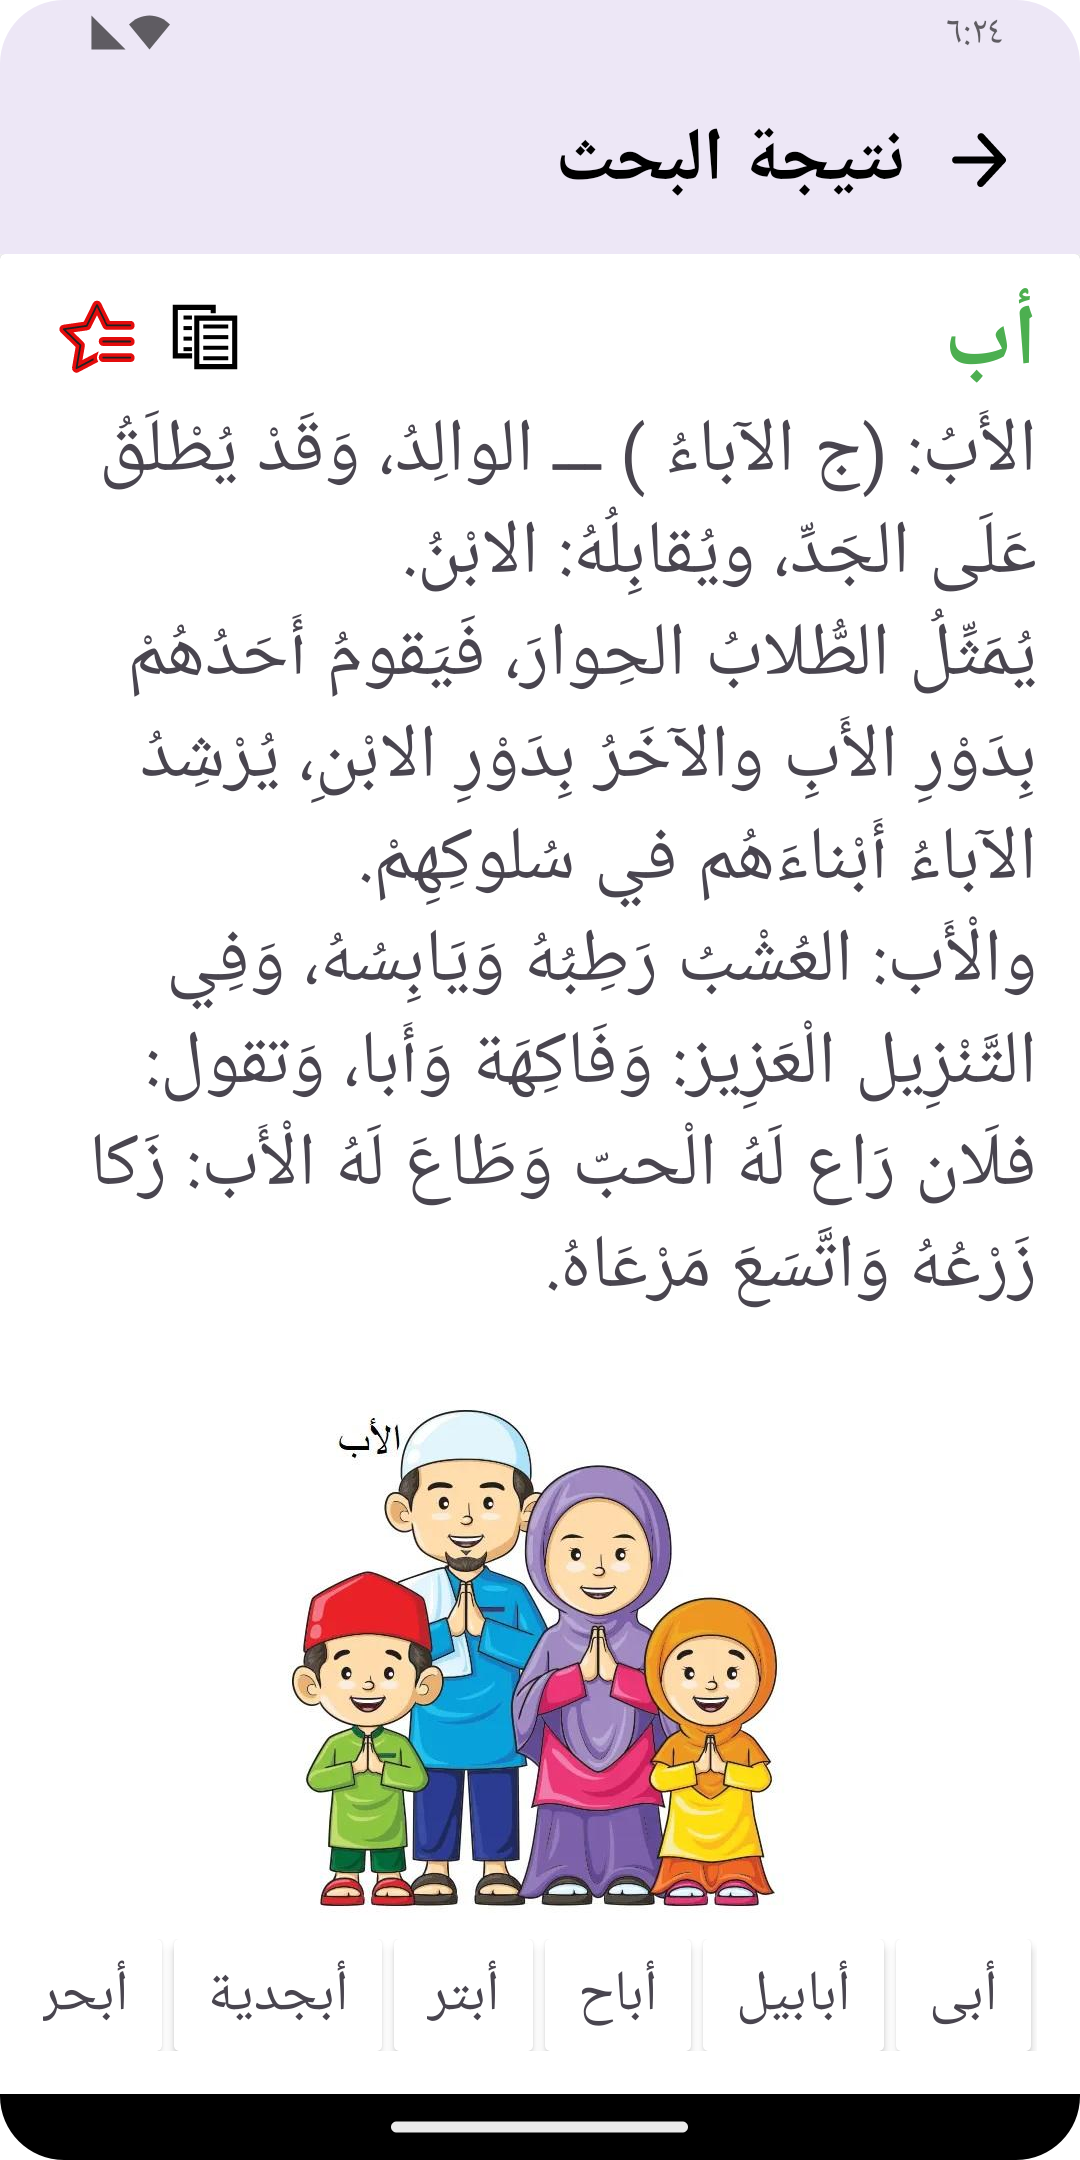 ٦:٢٤
نتيجة البحث
أب
الأَبُ: (ج الآباءُ ) ــ الوالِدُ، وَقَدْ يُطْلَقُ
عَلَى الجَدِّ، ويُقابِلُهُ: الابْنُ.
يُمَثِّلُ الطُّلابُ الحِوارَ، فَيَقومُ أَحَدُهُمْ
بِدَوْرِ الأَبِ والآخَرُ بِدَوْرِ الابْنِ، يُرْشِدُ
الآباءُ أَبْناءَهُم في سُلوكِهِمْ.
والْأَب: العُشْبُ رَطِبُهُ وَيَابِسُهُ، وَفِي
التَّنْزِيل الْعَزِيز: وَفَاكِهَة وَأَبا، وَتقول:
فلَان رَاع لَهُ الْحبّ وَطَاعَ لَهُ الْأَب: زَكا
زَرْعُهُ وَاتَّسَعَ مَرْعَاهُ.
الأب
أبى أبابيل أباح أبتر أبجدية أبحر